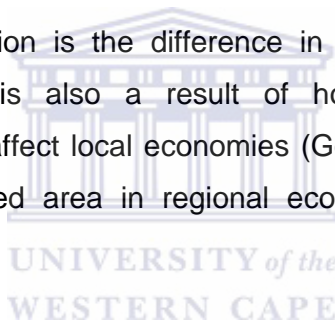 ion is the difference in
is also a result of ho
affect local economies (G
ed area in regional eco
UNIVERSITY of the
WESTERN CAPE